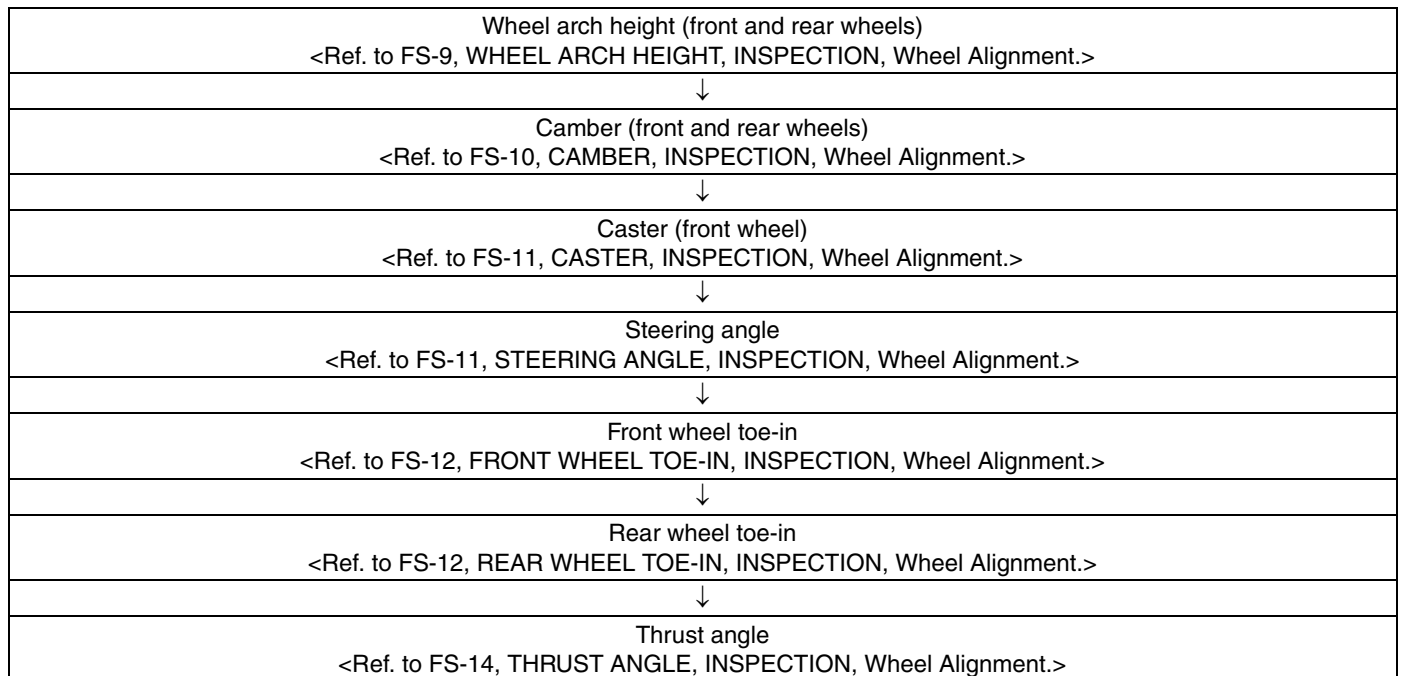 Wheel arch height (front and rear wheels)
<Ref. to FS-9, WHEEL ARCH HEIGHT, INSPECTION, Wheel Alignment.>
↓
Camber (front and rear wheels)
<Ref. to FS-10, CAMBER, INSPECTION, Wheel Alignment.>
↓
Caster (front wheel)
<Ref. to FS-11, CASTER, INSPECTION, Wheel Alignment.>
↓
Steering angle
<Ref. to FS-11, STEERING ANGLE, INSPECTION, Wheel Alignment.>
↓
Front wheel toe-in
<Ref. to FS-12, FRONT WHEEL TOE-IN, INSPECTION, Wheel Alignment.>
↓
Rear wheel toe-in
<Ref. to FS-12, REAR WHEEL TOE-IN, INSPECTION, Wheel Alignment.>
↓
Thrust angle
<Ref. to FS-14, THRUST ANGLE, INSPECTION, Wheel Alignment.>